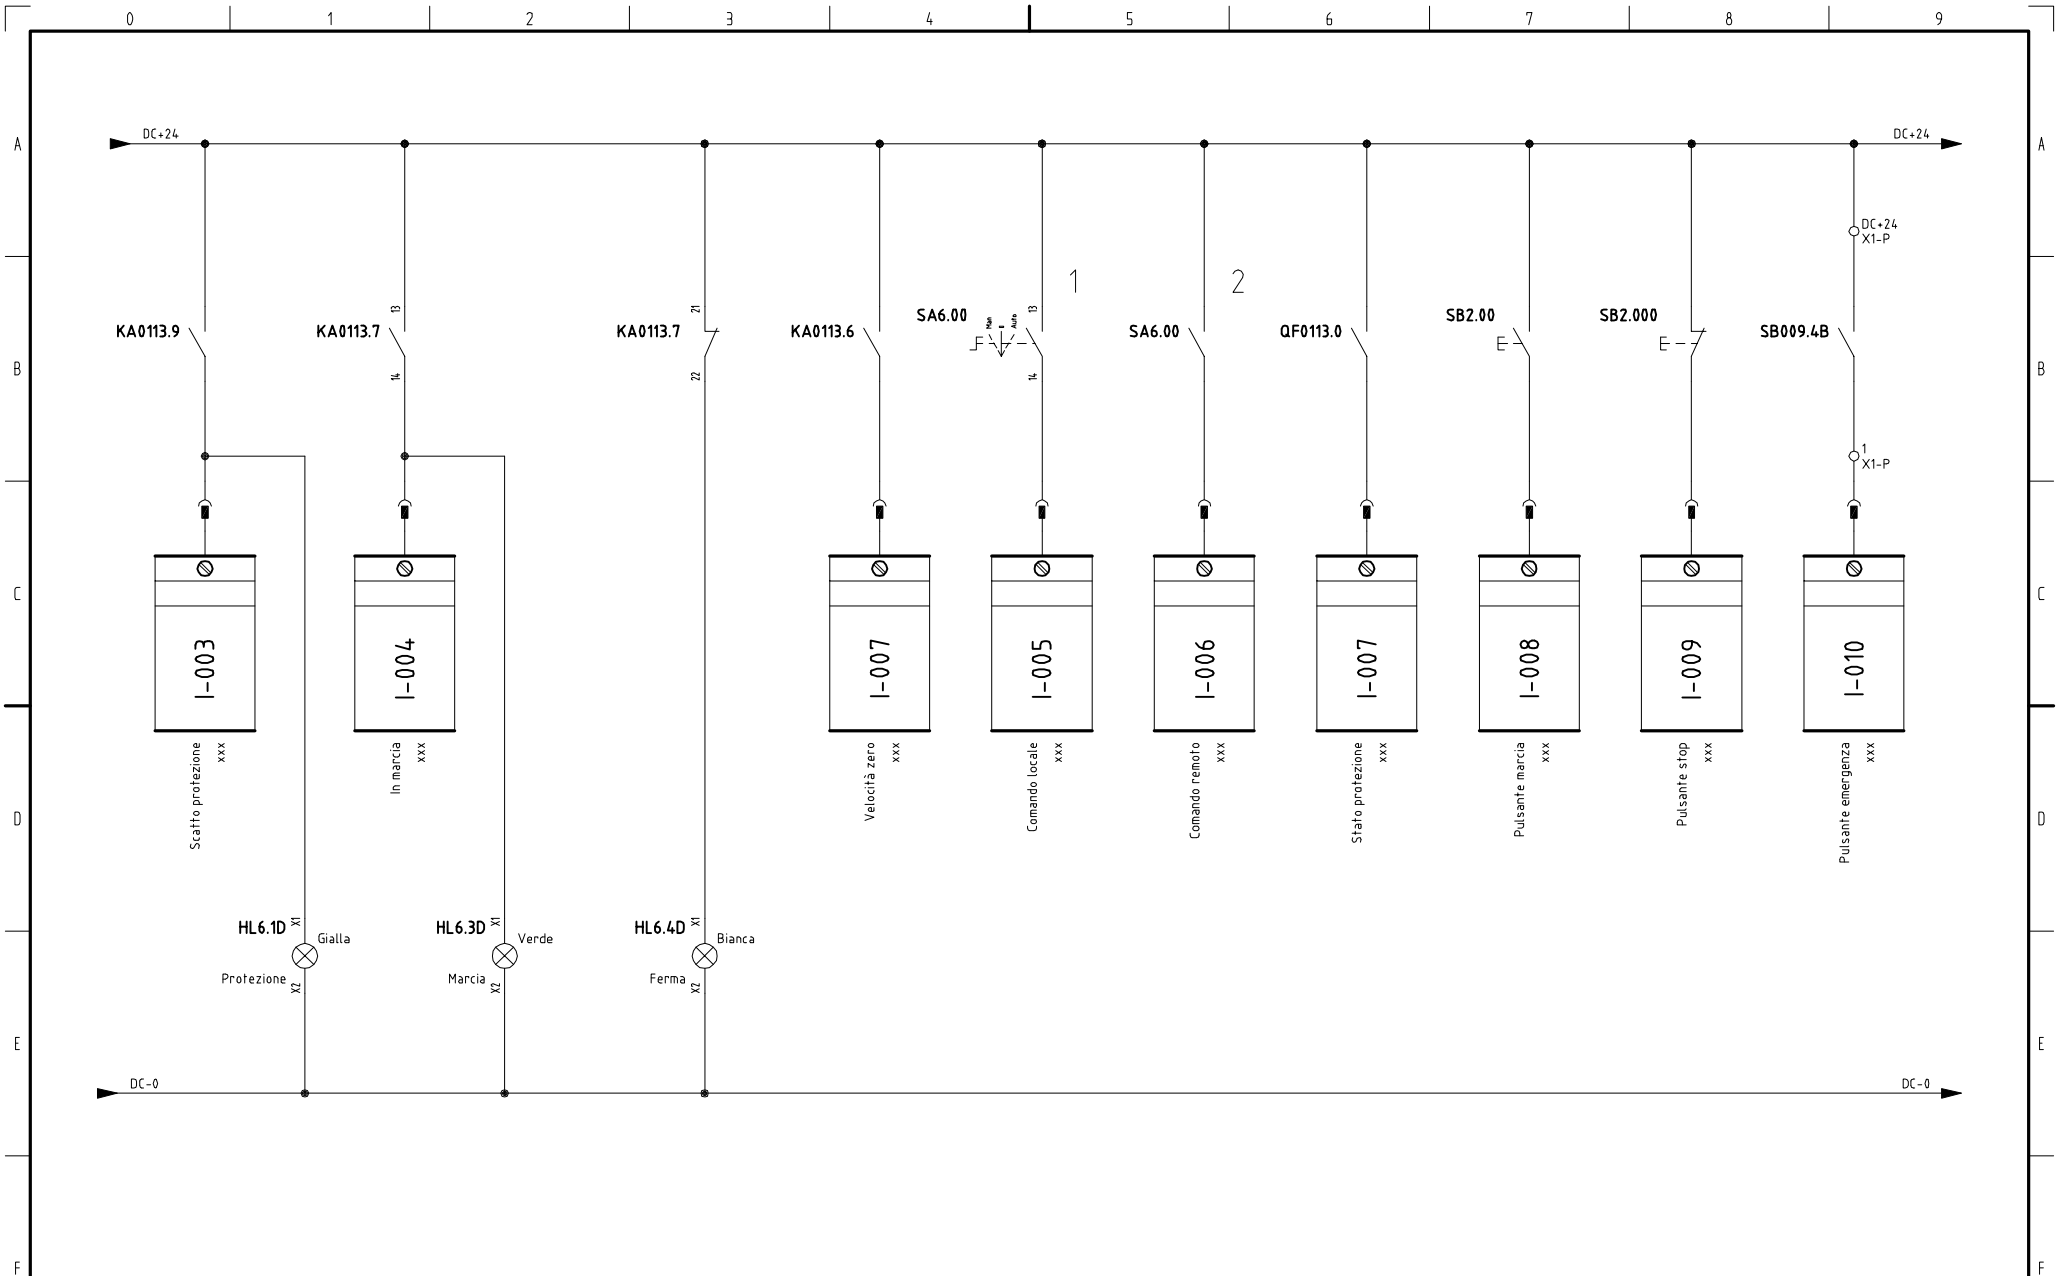 0 1 2 3 4 5 6 7 8 9
A DC+24 DC+24 A
DC+24
X1-P
1 2
13 21 SA6.00 Man 0 Auto 13 SB2.00 SB2.000
B KA0113.9 KA0113.7 KA0113.7 KA0113.6 SA6.00 QF0113.0 SB009.4B B
14 22 14
1
X1-P
C C
I-003 I-004 I-007 I-005 I-006 I-007 I-008 I-009 I-010
Scatto protezione
xxx
In marcia
xxx
Velocità zero
xxx
Comando locale
xxx
Comando remoto
xxx
Stato protezione
xxx
Pulsante marcia
xxx
Pulsante stop
xxx
Pulsante emergenza
xxx
D D
HL6.1D X1 HL6.3D X1 HL6.4D X1
Gialla Verde Bianca
Protezione X2 Marcia X2 Ferma X2
E E
DC-0 DC-0
F F